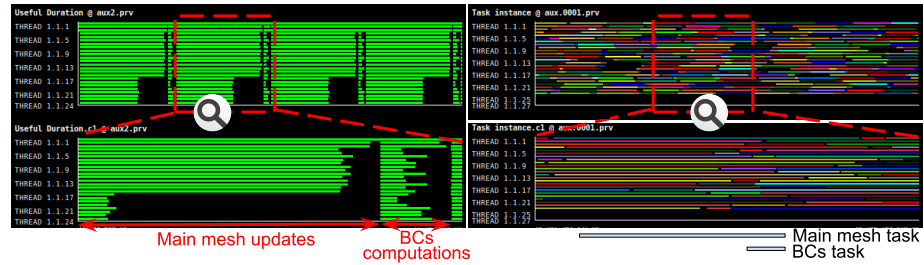 Useful Duration @ aux2.prv
THREAD 1.1.1
THREAD 1.1.5
THREAD 1.1.9
THREAD 1.1.13
THREAD 1.1.17
THREAD 1.1.21
THREAD 1.1.24
Useful Duration.c1 @ aux2.prv
THREAD 1.1.1
THREAD 1.1.5
THREAD 1.1.9
THREAD 1.1.13
THREAD 1.1.17
THREAD 1.1.21
THREAD 1.1.24
Main mesh updates
BCs
computations
Task instance @ aux.0001.prv
THREAD 1.1.1
THREAD 1.1.5
THREAD 1.1.9
THREAD 1.1.13
THREAD 1.1.17
THREAD 1.1.21
THREAD 1.1.25
THREAD 1.1.27
Task instance.c1 @ aux.0001.prv
THREAD 1.1.1
THREAD 1.1.5
THREAD 1.1.9
THREAD 1.1.13
THREAD 1.1.17
THREAD 1.1.21
THREAD 1.1.25
THREAD 1.1.27
Main mesh task
BCs task